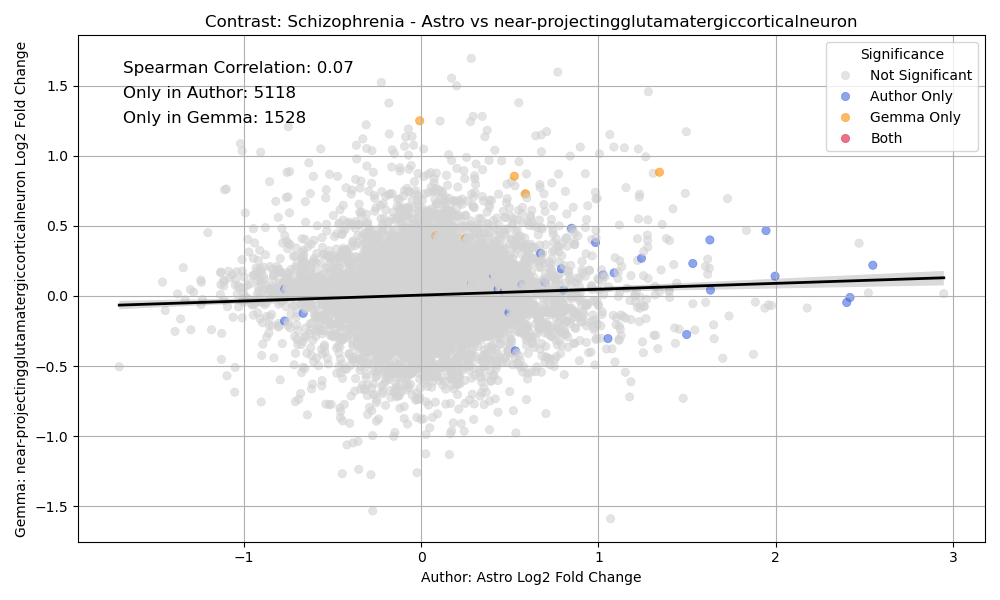 Contrast: Schizophrenia - Astro vs near-projectingglutamatergiccorticalneuron
Gemma: near-projectingglutamatergiccorticalneuron Log2 Fold Change
Spearman Correlation: 0.07
Only in Author: 5118
Only in Gemma: 1528
Significance
Not Significant
Author Only
Gemma Only
Both
1.5
1.0
0.5
0.0
−0.5
−1.0
−1.5
−1
0
1
2
3
Author: Astro Log2 Fold Change